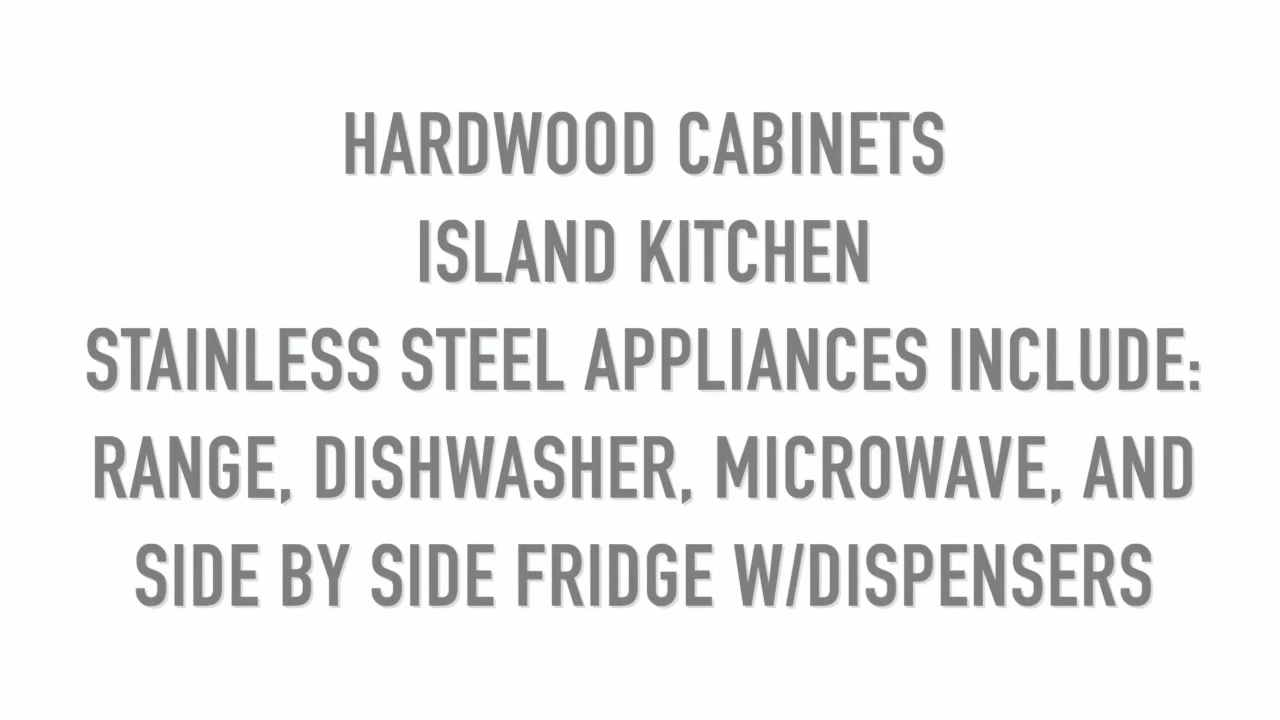 HARDWOOD CABINETS
ISLAND KITCHEN
STAINLESS STEEL APPLIANCES INCLUDE:
RANGE, DISHWASHER, MICROWAVE, AND
SIDE BY SIDE FRIDGE W/DISPENSERS